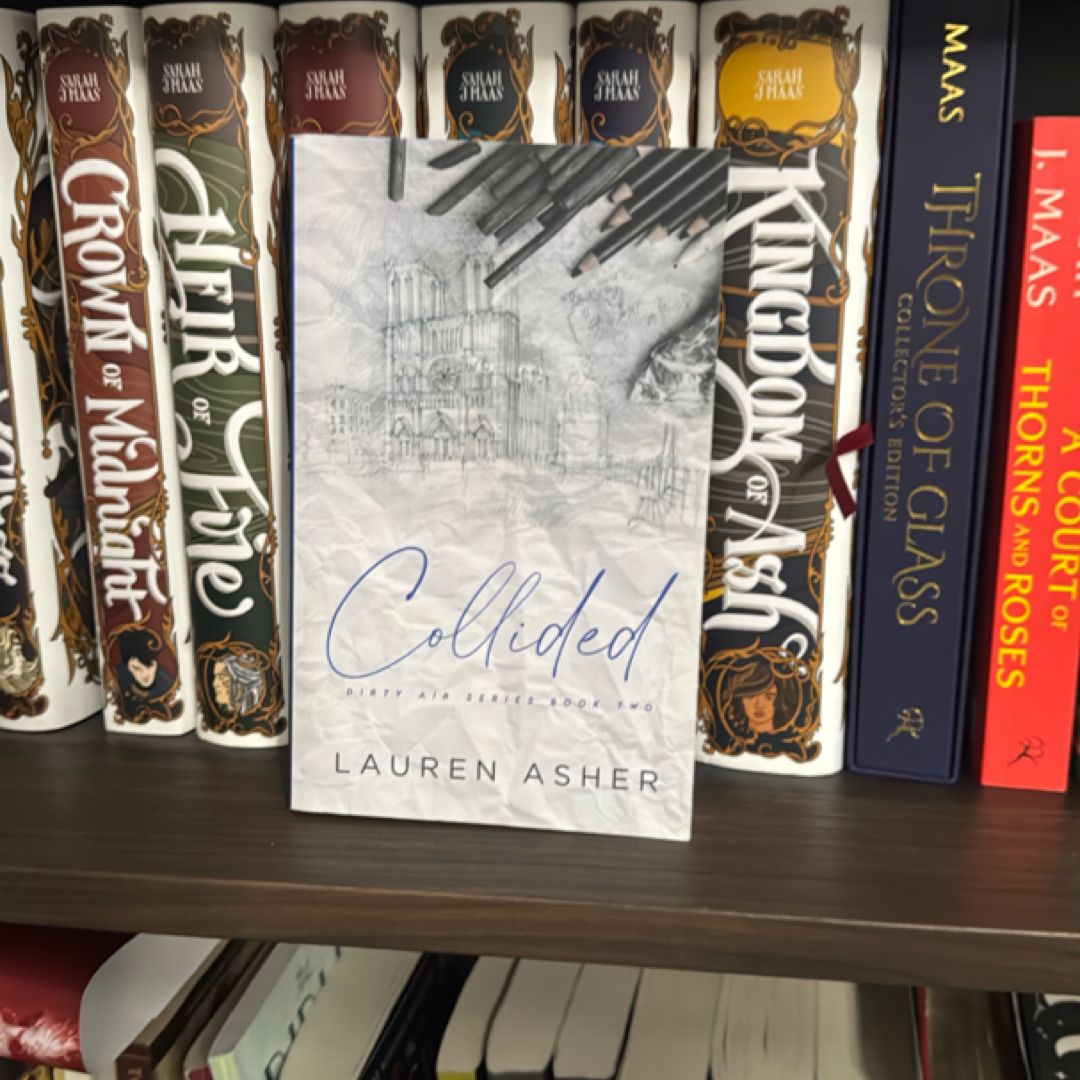 SARAH
J MAAS
CROWN OF Midnight
SARAH
J MAAS
HEIR OF Fire
SARAH
J MAAS
SARAH
J MAAS
SARAH
J MAAS
SARAH
J MAAS
KINGDOM OF Ash
Collided
DIRTY AIR SERIES BOOK TWO
LAUREN ASHER
MAAS
THRONE OF GLASS
COLLECTOR'S EDITION
J. MAAS
A COURT OF
THORNS AND ROSES